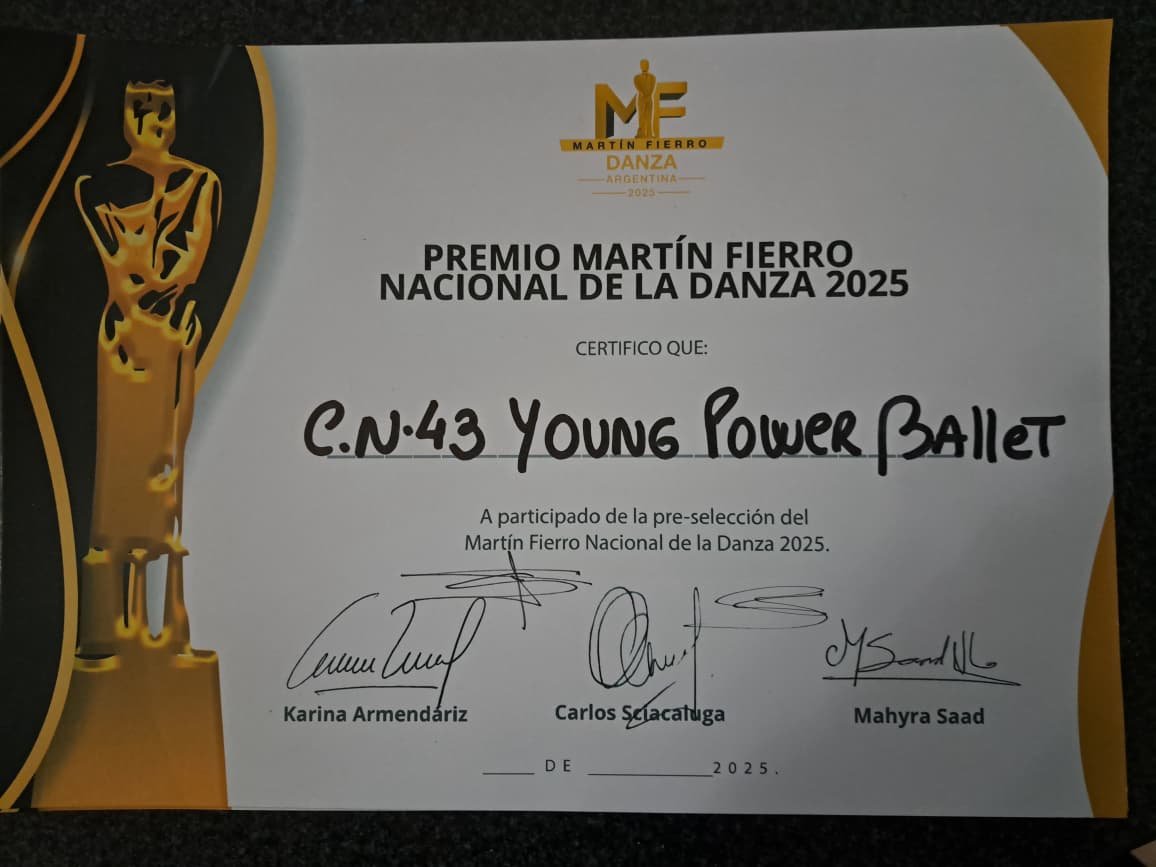 MF
MARTÍN FIERRO
DANZA
ARGENTINA
2025
PREMIO MARTÍN FIERRO
NACIONAL DE LA DANZA 2025
CERTIFICO QUE:
C.N.43 YOUNG POWER BALLET
A participado de la pre-selección del
Martín Fierro Nacional de la Danza 2025.
Karina Armendáriz Carlos Sciacaluga Mahyra Saad
DE 2025.